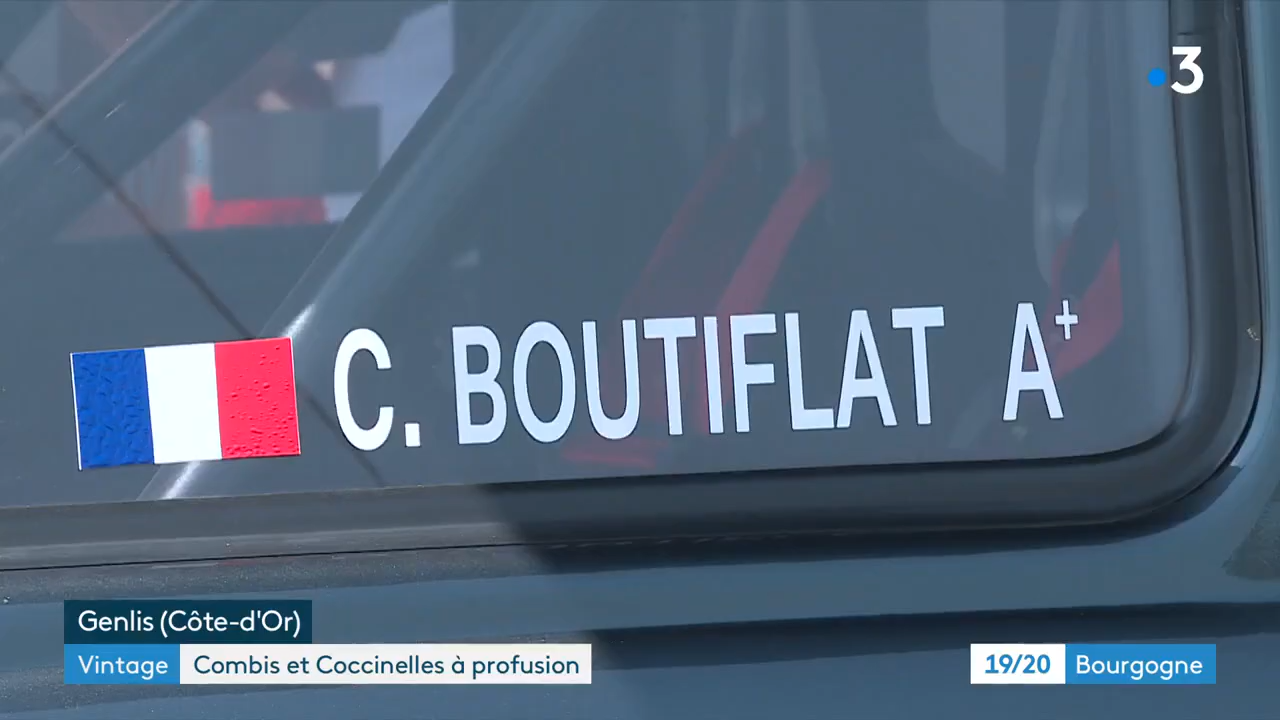 3
C. BOUTIFLAT A+
Genlis (Côte-d'Or)
Vintage Combis et Coccinelles à profusion
19/20 Bourgogne